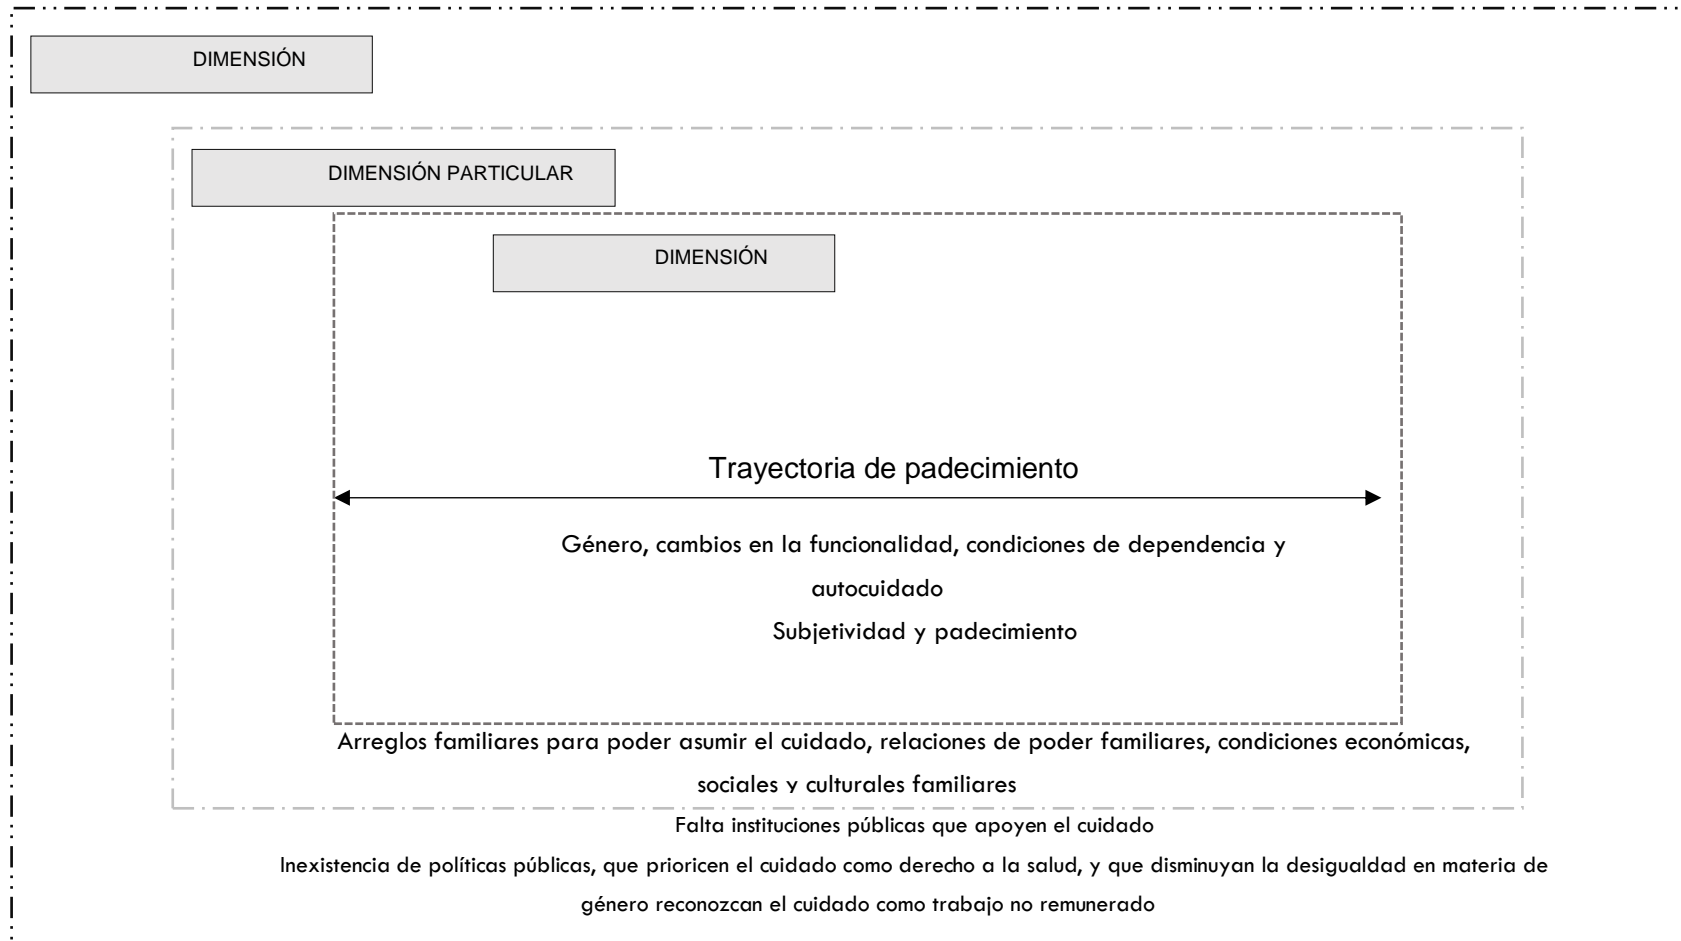 DIMENSIÓN
DIMENSIÓN PARTICULAR
DIMENSIÓN
Trayectoria de padecimiento
Género, cambios en la funcionalidad, condiciones de dependencia y
autocuidado
Subjetividad y padecimiento
Arreglos familiares para poder asumir el cuidado, relaciones de poder familiares, condiciones económicas,
sociales y culturales familiares
Falta instituciones públicas que apoyen el cuidado
Inexistencia de políticas públicas, que prioricen el cuidado como derecho a la salud, y que disminuyan la desigualdad en materia de
género reconozcan el cuidado como trabajo no remunerado